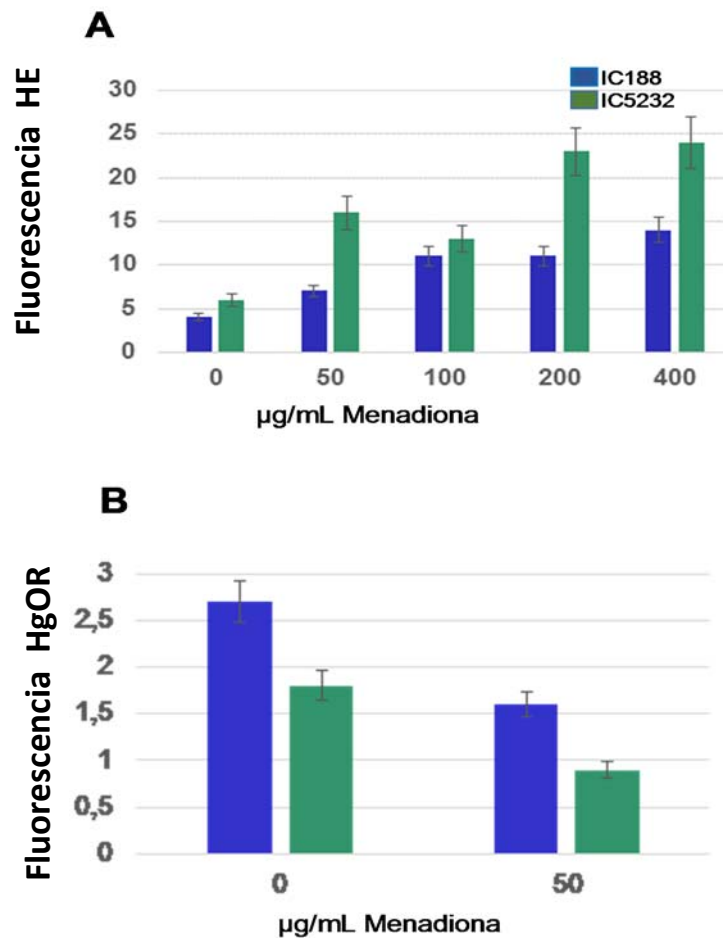 A
Fluorescencia HE
IC188
IC5232
30
25
20
15
10
5
0
0 50 100 200 400
µg/mL Menadiona
B
Fluorescencia HgOR
3
2,5
2
1,5
1
0,5
0
0 50
µg/mL Menadiona